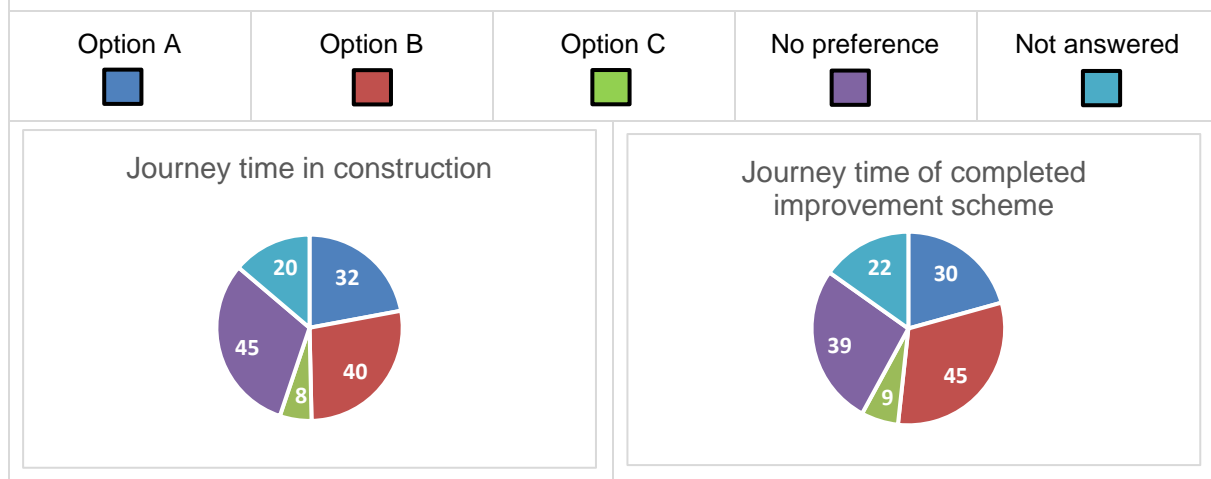 Option A
Option B
Option C
No preference
Not answered
Journey time in construction
20
32
45
40
8
Journey time of completed
improvement scheme
22
30
39
45
9